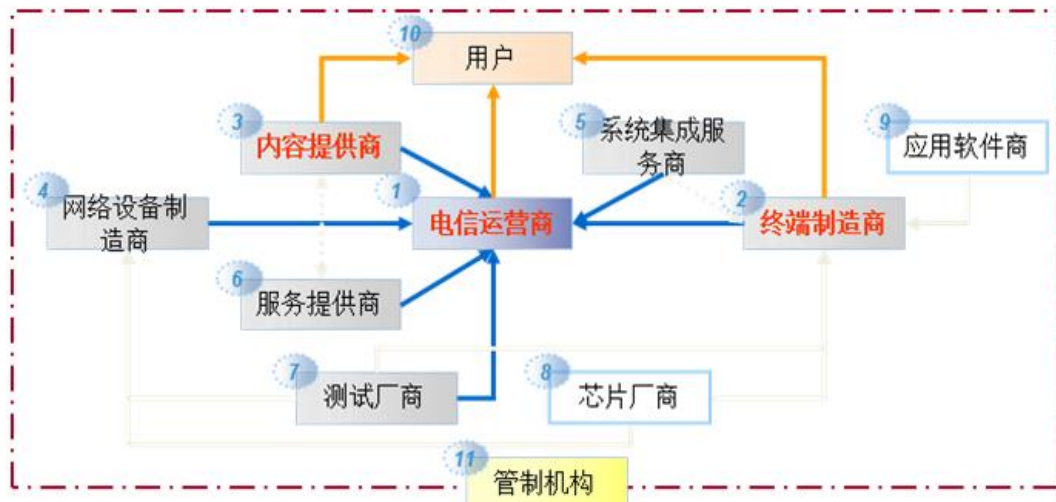 10
用户
3
内容提供商
5
系统集成服
务商
9
应用软件商
4
网络设备制
造商
1
电信运营商
2
终端制造商
6
服务提供商
7
测试厂商
8
芯片厂商
11
管制机构